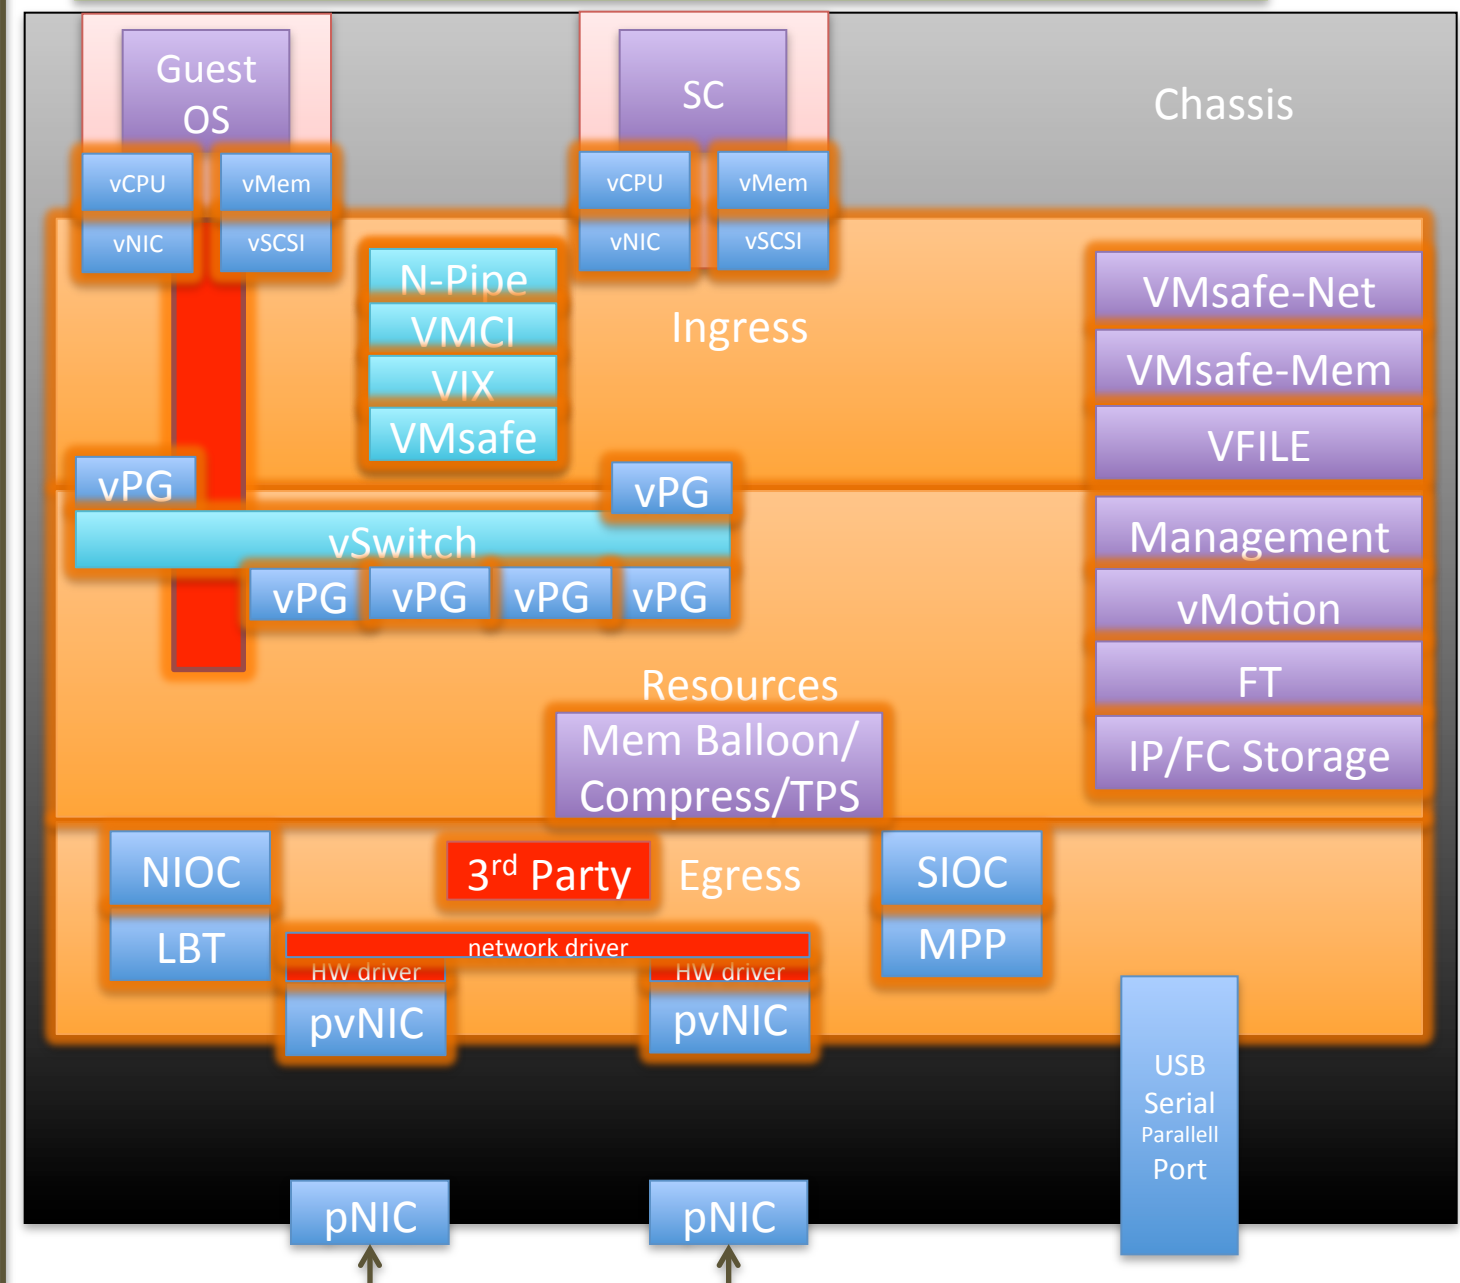 Guest
OS
SC
Chassis
vCPU
vMem
vCPU
vMem
vNIC
vSCSI
vNIC
vSCSI
N-Pipe
VMCI
VIX
VMsafe
Ingress
VMsafe-Net
VMsafe-Mem
VFILE
vPG
vPG
vSwitch
vPG
vPG
vPG
vPG
Management
vMotion
FT
IP/FC Storage
Resources
Mem Balloon/
Compress/TPS
NIOC
LBT
3rd Party
Egress
SIOC
MPP
network driver
HW driver
HW driver
pvNIC
pvNIC
USB
Serial
Parallell
Port
pNIC
pNIC